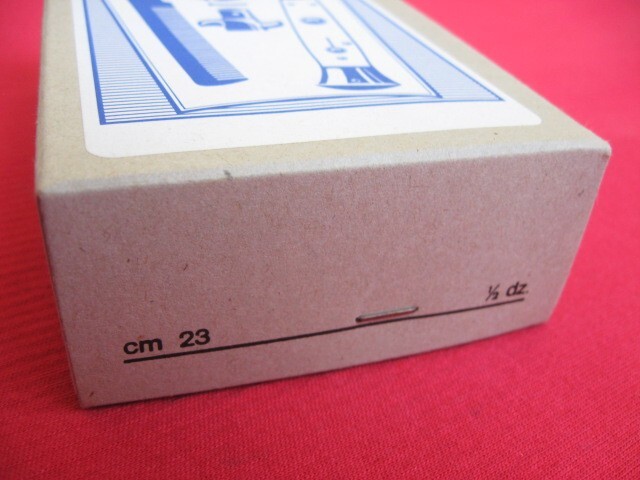 cm 23 ½ dz.